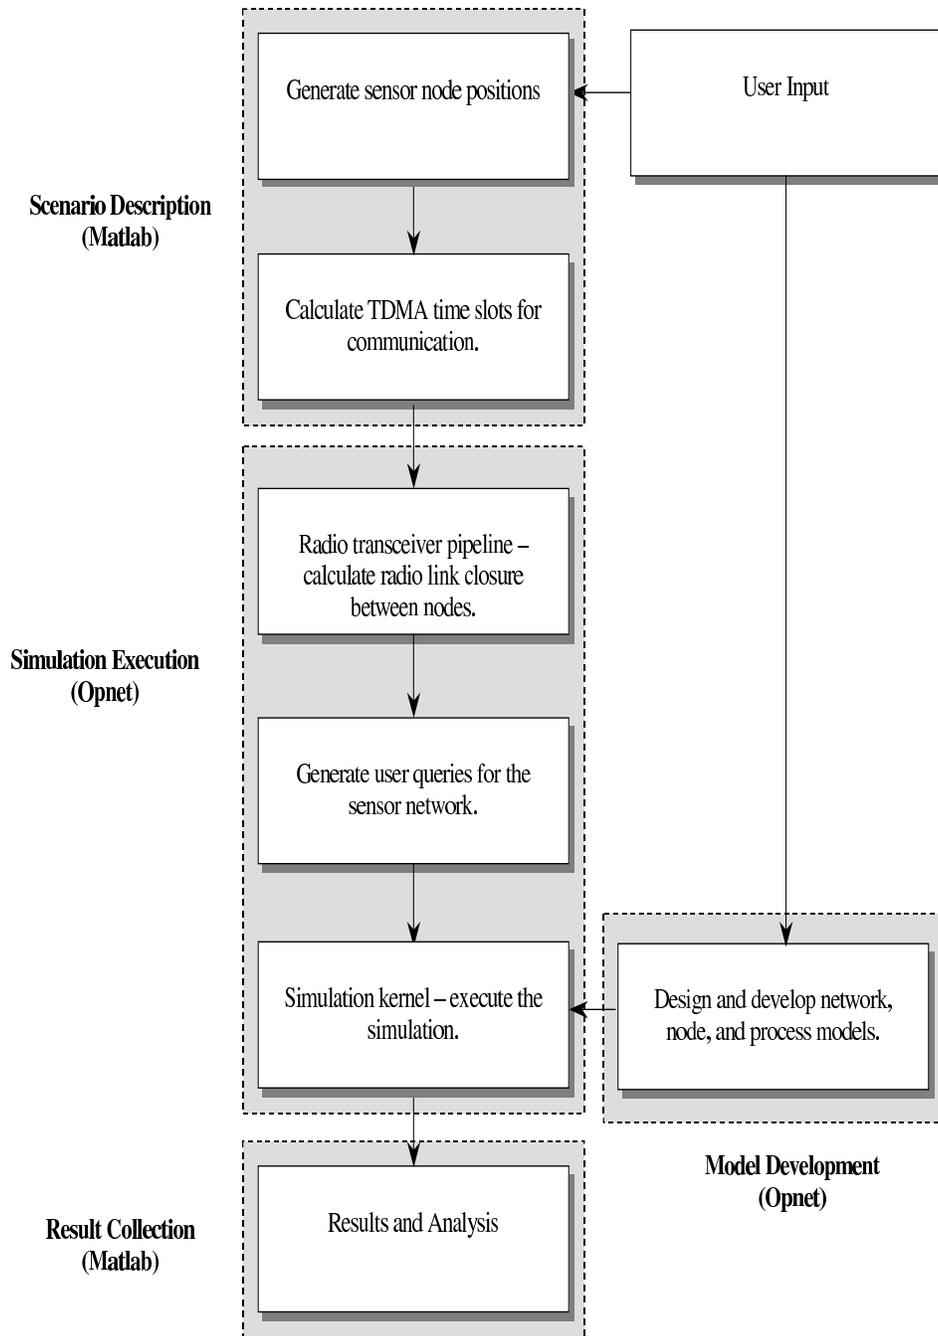 Generate sensor node positions
User Input
Scenario Description
(Matlab)
Calculate TDMA time slots for
communication.
Radio transceiver pipeline –
calculate radio link closure
between nodes.
Simulation Execution
(Opnet)
Generate user queries for the
sensor network.
Simulation kernel – execute the
simulation.
Design and develop network,
node, and process models.
Model Development
(Opnet)
Results and Analysis
Result Collection
(Matlab)